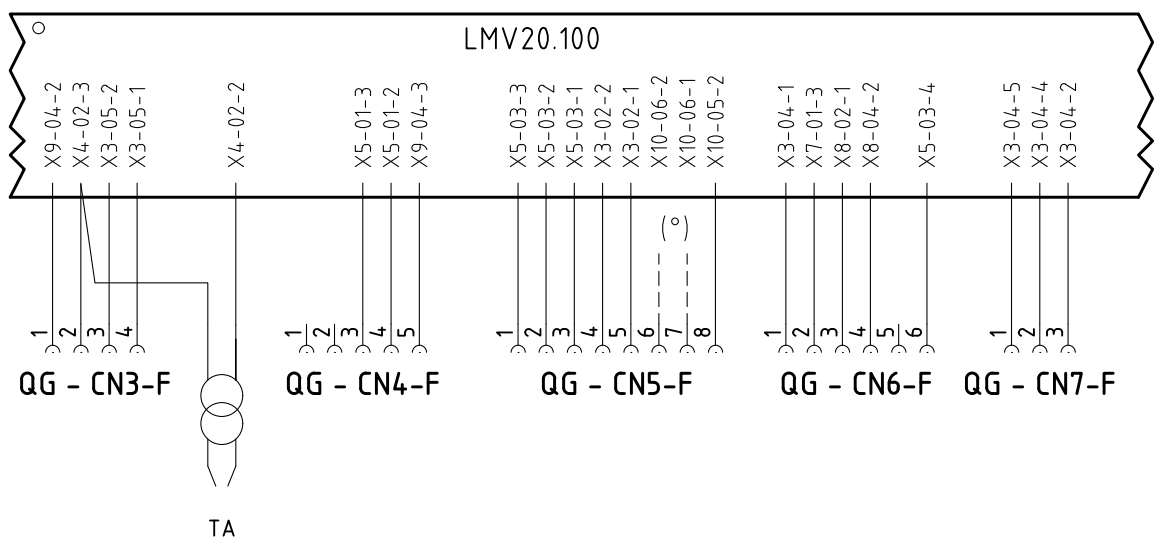 LMV20.100
X9-04-2 X4-02-3 X3-05-2 X3-05-1 X4-02-2 X5-01-3 X5-01-2 X9-04-3 X5-03-3 X5-03-2 X5-03-1 X3-02-2 X3-02-1 X10-06-2 X10-06-1 X10-05-2 X3-04-1 X7-01-3 X8-02-1 X8-04-2 X5-03-4 X3-04-5 X3-04-4 X3-04-2
(°)
1 2 3 4 1 2 3 4 5 1 2 3 4 5 6 7 8 1 2 3 4 5 6 1 2 3
QG - CN3-F QG - CN4-F QG - CN5-F QG - CN6-F QG - CN7-F
TA